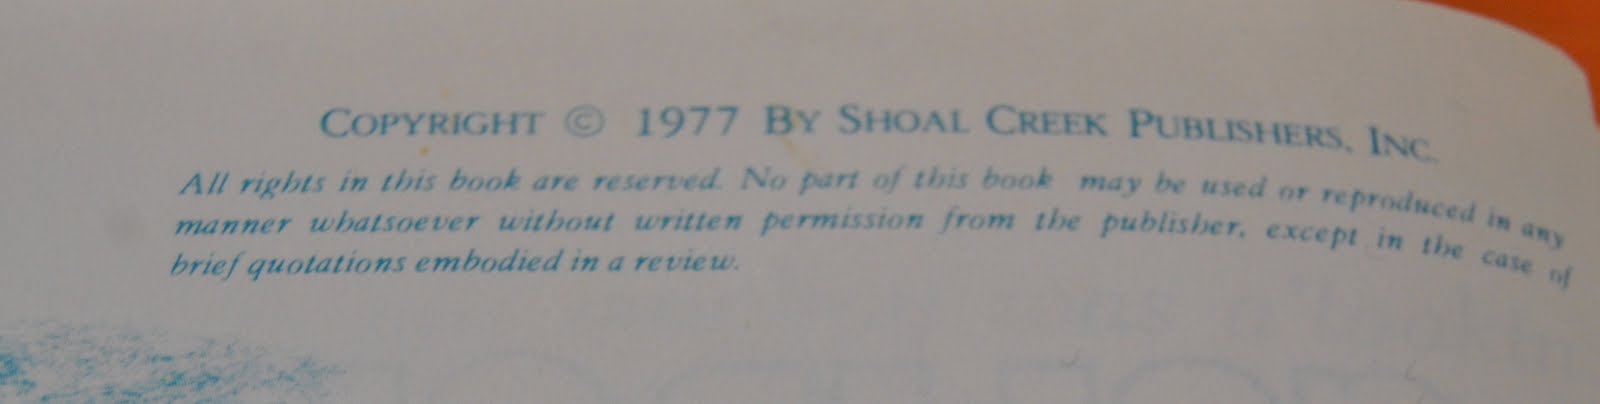 COPYRIGHT © 1977 BY SHOAL CREEK PUBLISHERS, INC.
All rights in this book are reserved. No part of this book may be used or reproduced in any
manner whatsoever without written permission from the publisher, except in the case of
brief quotations embodied in a review.